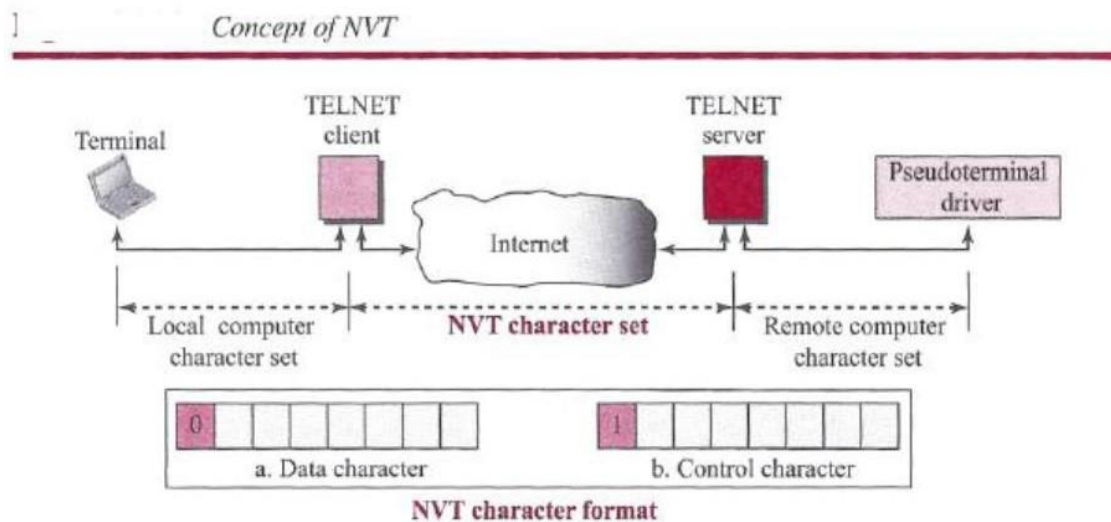 Concept of NVT
TELNET
client
TELNET
server
Terminal
Pseudoterminal
driver
Internet
Local computer
character set
NVT character set
Remote computer
character set
0
1
a. Data character
b. Control character
NVT character format